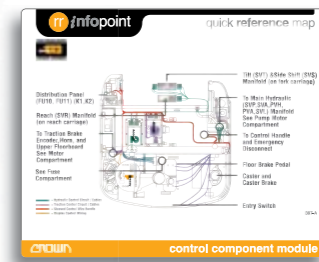 infopoint
quick reference map
Tilt (SVT) & Side Shift (SVS)
Manifold (on fork carriage)
Distribution Panel
(FU10, FU11) (K1,K2)
Reach (SVR) Manifold
(on reach carriage)
To Traction Brake
Encoder, Horn, and
Upper Floorboard
See Motor
Compartment
See Fuse
Compartment
To Main Hydraulic
(SVP,SVA,PVH,
PVA,SVL) Manifold
See Pump Motor
Compartment
To Control Handle
and Emergency
Disconnect
Floor Brake Pedal
Caster and
Caster Brake
Entry Switch
CROWN
control component module